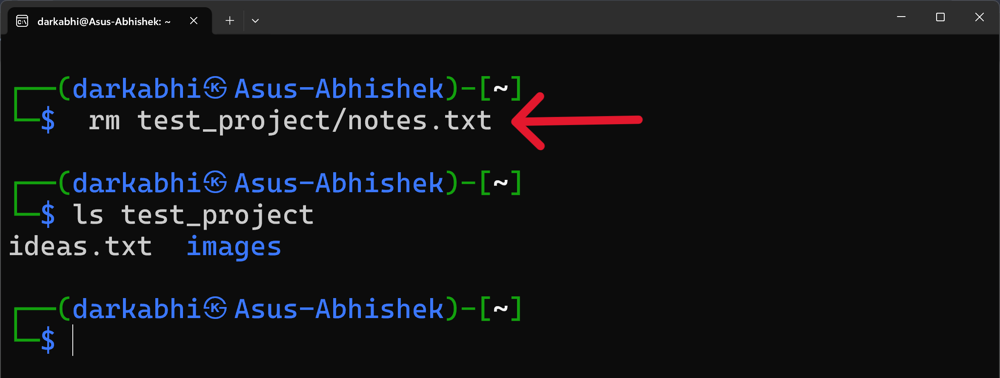 darkabhi@Asus-Abhishek: ~
┌──(darkabhi㉿Asus-Abhishek)-[~]
└─$  rm test_project/notes.txt
┌──(darkabhi㉿Asus-Abhishek)-[~]
└─$ ls test_project
ideas.txt  images
┌──(darkabhi㉿Asus-Abhishek)-[~]
└─$